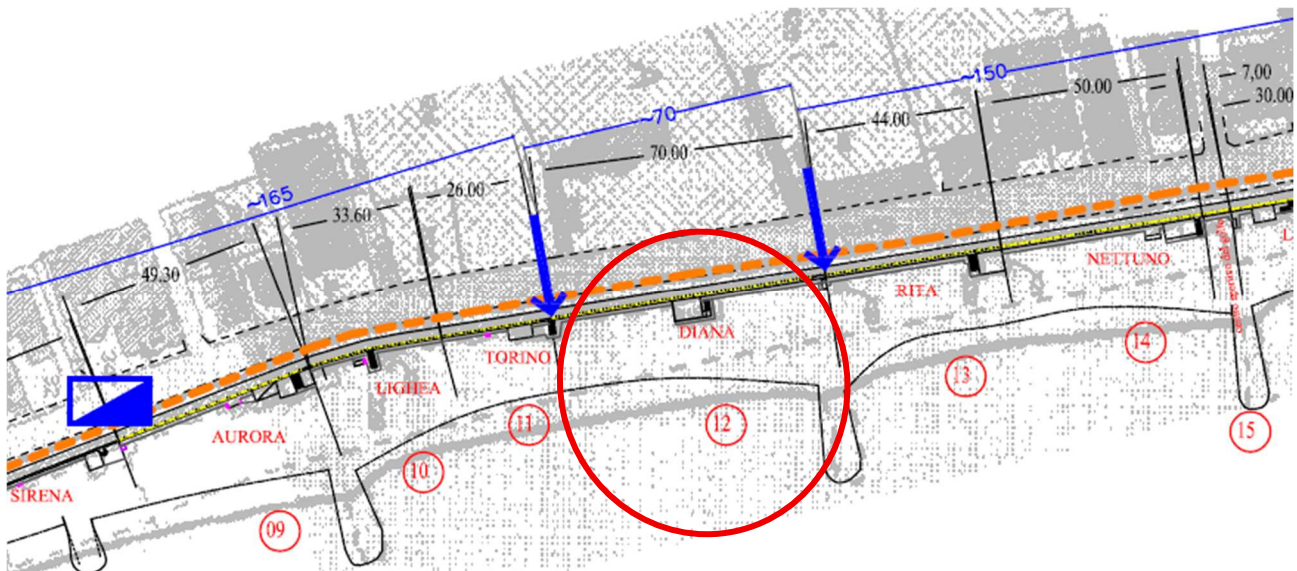 ~165
~70
~150
49.30
33.60
26.00
70.00
44.00
50.00
7,00
30.00
SIRENA
AURORA
LIGHEA
TORINO
DIANA
RITA
NETTUNO
L
09
10
11
12
13
14
15